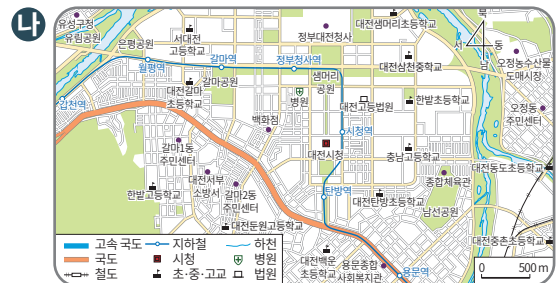 나
유성구청
유림공원
은평공원
서대전
고등학교
정부대전청사
대전샘머리초등학교
북
서
동
남
오정농수산물
도매시장
월평역
갈마역
정부청사역
샘머리
공원
대전삼천중학교
갑천역
대전갈마
초등학교
갈마공원
병원
대전고등법원
한밭초등학교
오정동
주민센터
백화점
시청역
갈마1동
주민센터
대전시청
충남고등학교
대전동도초등학교
대전서부
소방서
탄방역
종합체육관
한밭고등학교
갈마2동
주민센터
대전탄방초등학교
남선공원
대전둔원고등학교
대전중촌초등학교
고속 국도
지하철
하천
국도
시청
병원
철도
초·중·고교
법원
대전백운
초등학교
용문종합
사회복지관
용문역
0 500 m